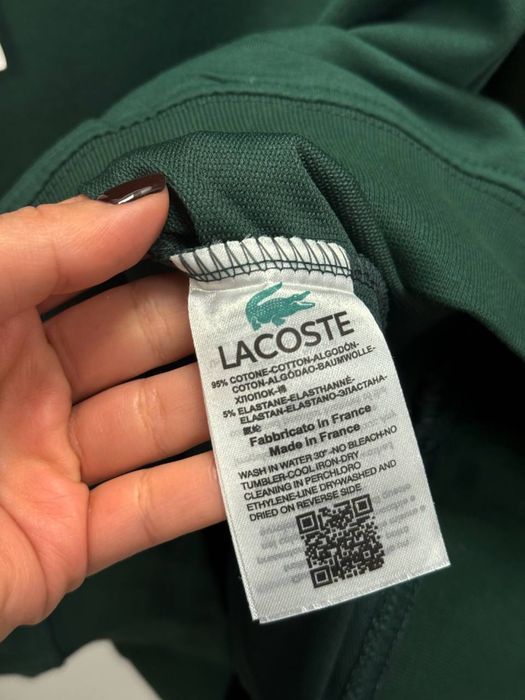 LACOSTE
95% COTONE-COTTON-ALGODÓN-
COTON-ALGODÃO-BAUMWOLLE-
ХЛОПОК-棉
5% ELASTANE-ELASTHANNE-
ELASTAN-ELASTANO-ЭЛАСТАНА-
Fabbricato in France
Made in France
WASH IN WATER 30°-NO BLEACH-NO
TUMBLER-COOL IRON-DRY
CLEANING IN PERCHLORO
ETHYLENE-LINE DRY-WASHED AND
DRIED ON REVERSE SIDE